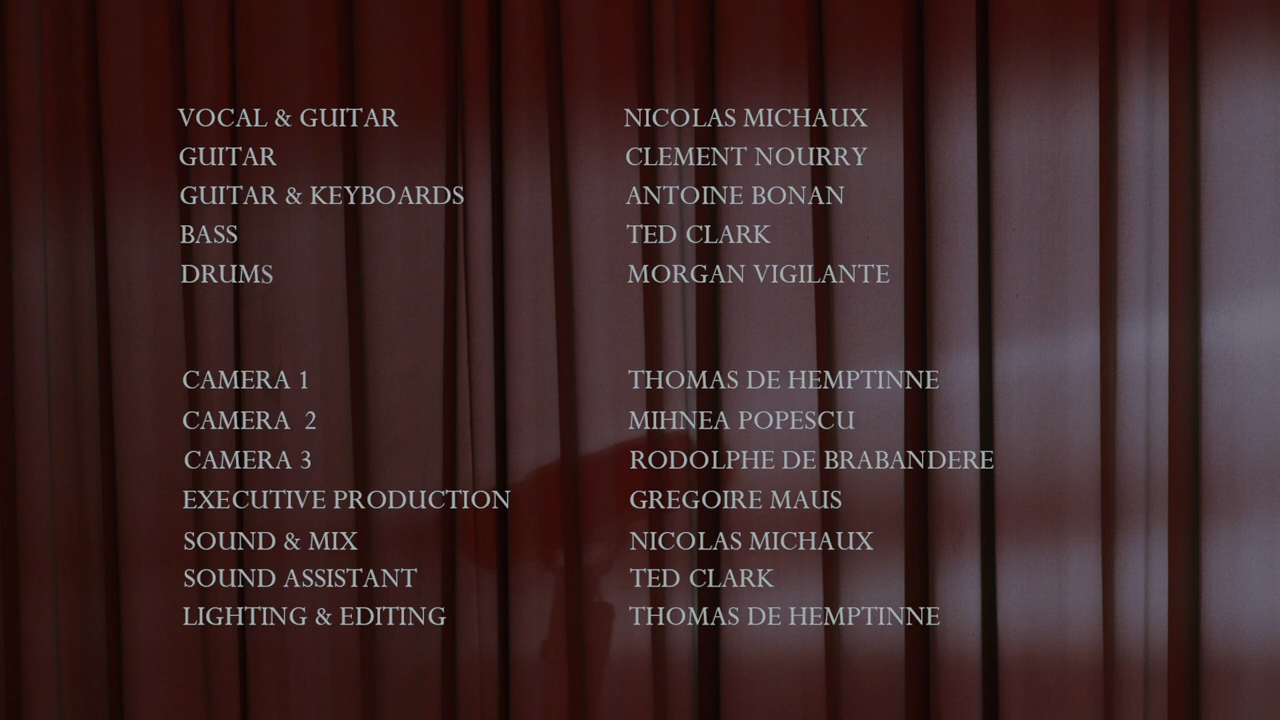 VOCAL & GUITAR NICOLAS MICHAUX
GUITAR CLEMENT NOURRY
GUITAR & KEYBOARDS ANTOINE BONAN
BASS TED CLARK
DRUMS MORGAN VIGILANTE
CAMERA 1 THOMAS DE HEMPTINNE
CAMERA 2 MIHNEA POPESCU
CAMERA 3 RODOLPHE DE BRABANDERE
EXECUTIVE PRODUCTION GREGOIRE MAUS
SOUND & MIX NICOLAS MICHAUX
SOUND ASSISTANT TED CLARK
LIGHTING & EDITING THOMAS DE HEMPTINNE